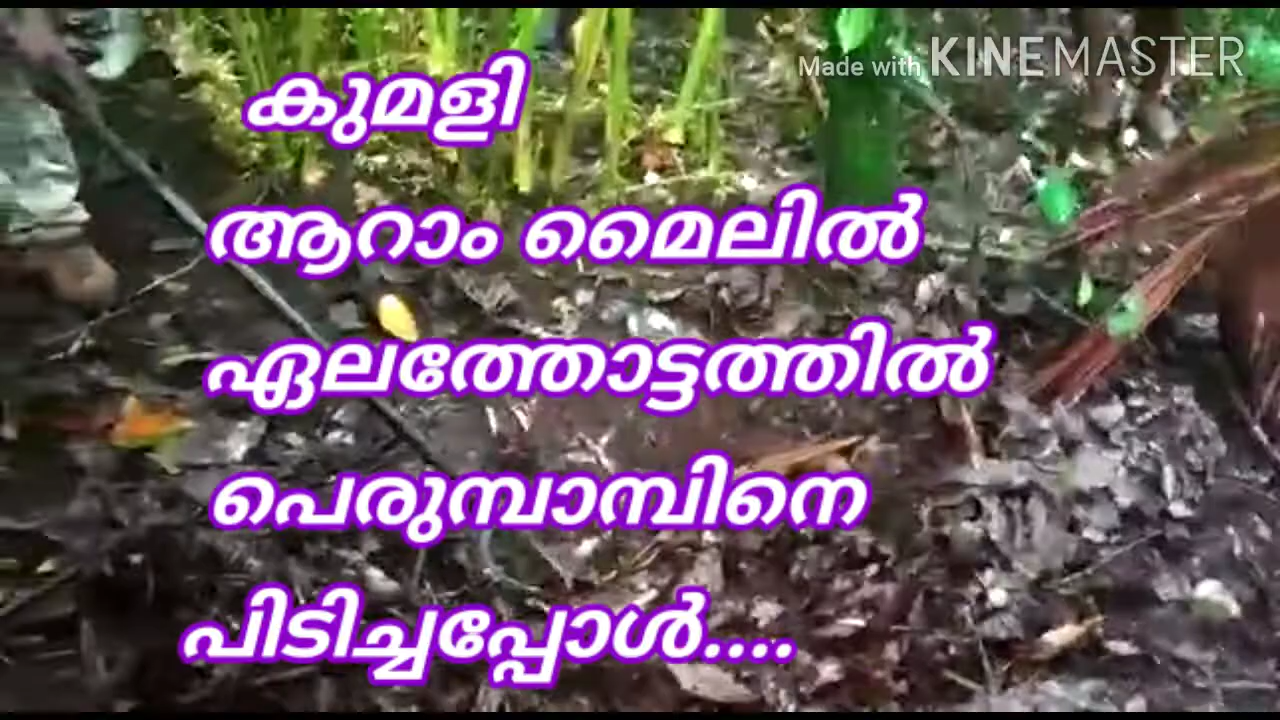 Made with KINEMASTER
കുമളി
ആറാം മൈലിൽ
ഏലത്തോട്ടത്തിൽ
പെരുമ്പാമ്പിനെ
പിടിച്ചപ്പോൾ....